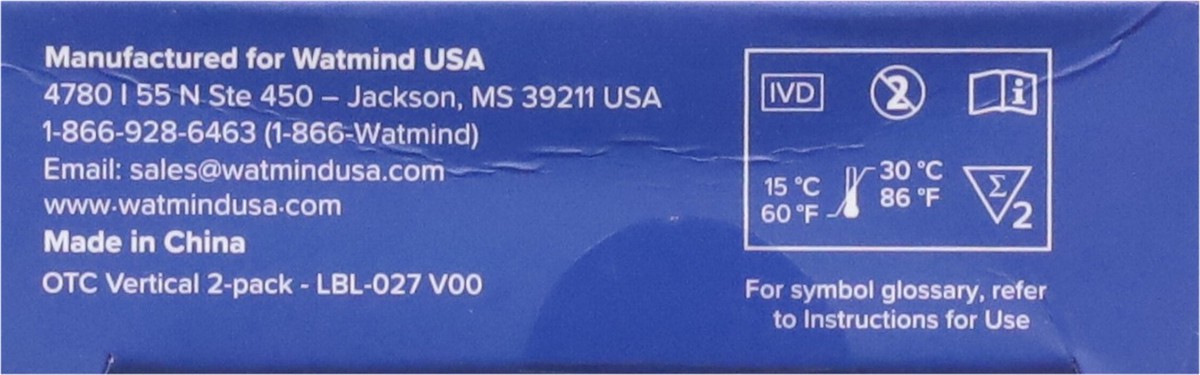 Manufactured for Watmind USA
4780 I 55 N Ste 450 – Jackson, MS 39211 USA
1-866-928-6463 (1-866-Watmind)
Email: sales@watmindusa.com
www.watmindusa.com
Made in China
OTC Vertical 2-pack - LBL-027 V00
IVD 2 i
15 °C
60 °F
30 °C
86 °F
Σ
2
For symbol glossary, refer
to Instructions for Use